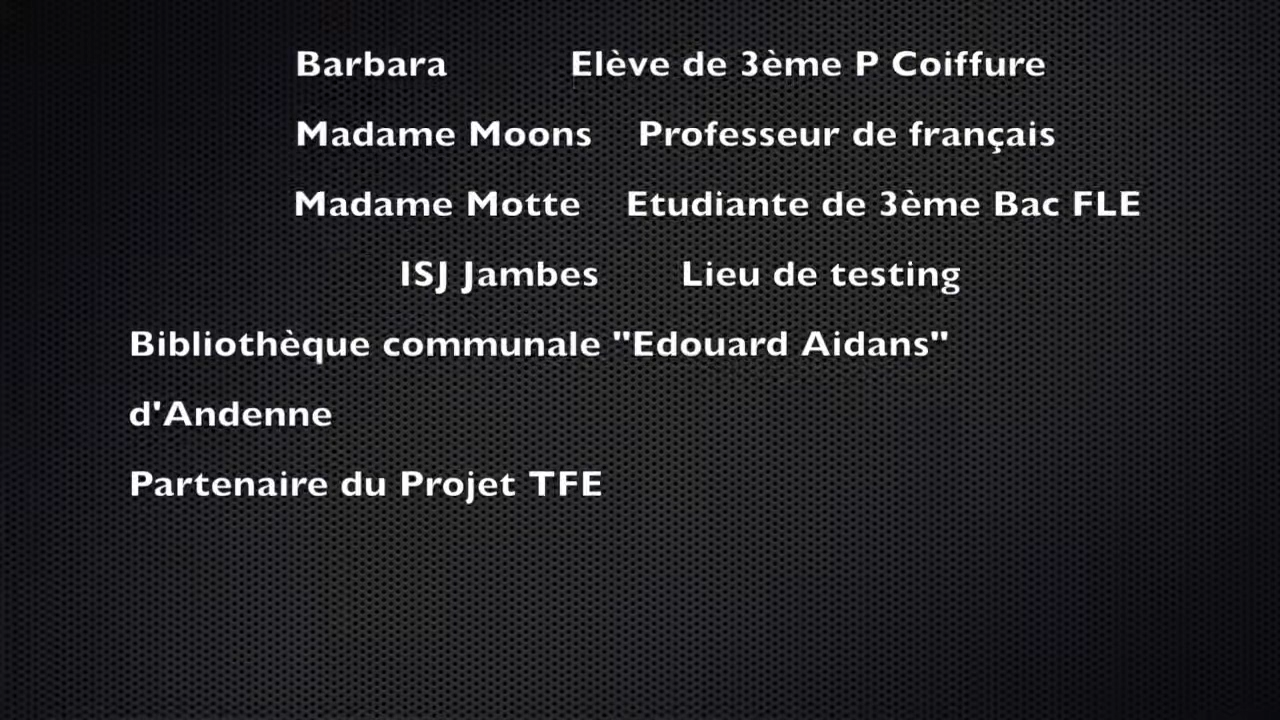 Barbara Elève de 3ème P Coiffure
Madame Moons Professeur de français
Madame Motte Etudiante de 3ème Bac FLE
ISJ Jambes Lieu de testing
Bibliothèque communale "Edouard Aidans"
d'Andenne
Partenaire du Projet TFE